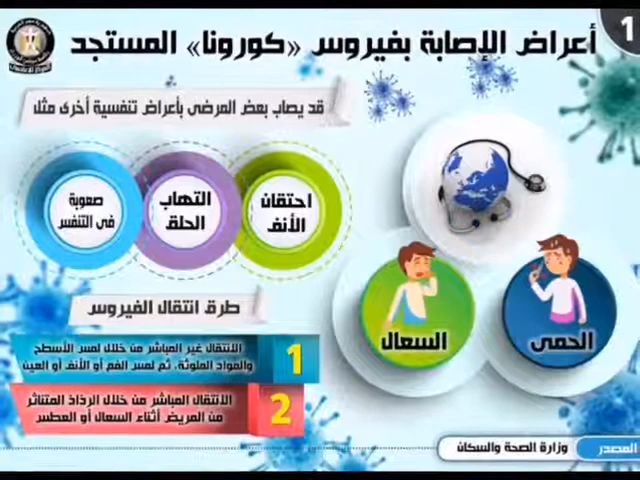 1
أعراض الإصابة بفيروس «كورونا» المستجد
قد يصاب بعض المرضى بأعراض تنفسية أخرى مثل
احتقان
الأنف
التهاب
الحلق
صعوبة
فى التنفس
الحمى
السعال
طرق انتقال الفيروس
1
الانتقال غير المباشر من خلال لمس الأسطح
والمواد الملوثة، ثم لمس الفم أو الأنف أو العين
2
الانتقال المباشر من خلال الرذاذ المتناثر
من المريض أثناء السعال أو العطس
المصدر
وزارة الصحة والسكان